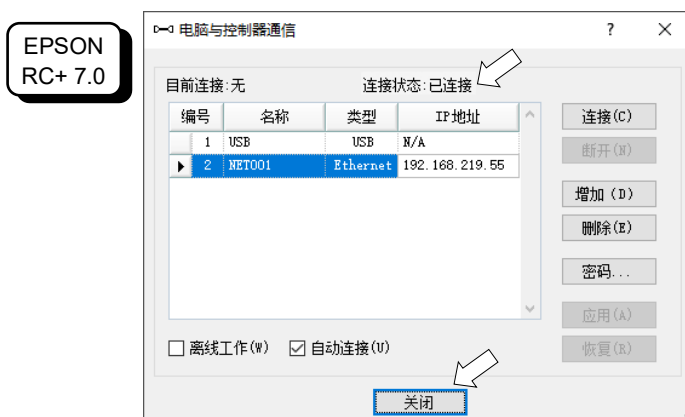 EPSON
RC+ 7.0
电脑与控制器通信
目前连接:无 连接状态:已连接
编号 名称 类型 IP地址
1 USB USB N/A
2 NET001 Ethernet 192.168.219.55
连接(C)
断开(N)
增加 (D)
删除(E)
密码...
应用(A)
恢复(R)
离线工作(W) 自动连接(U)
关闭